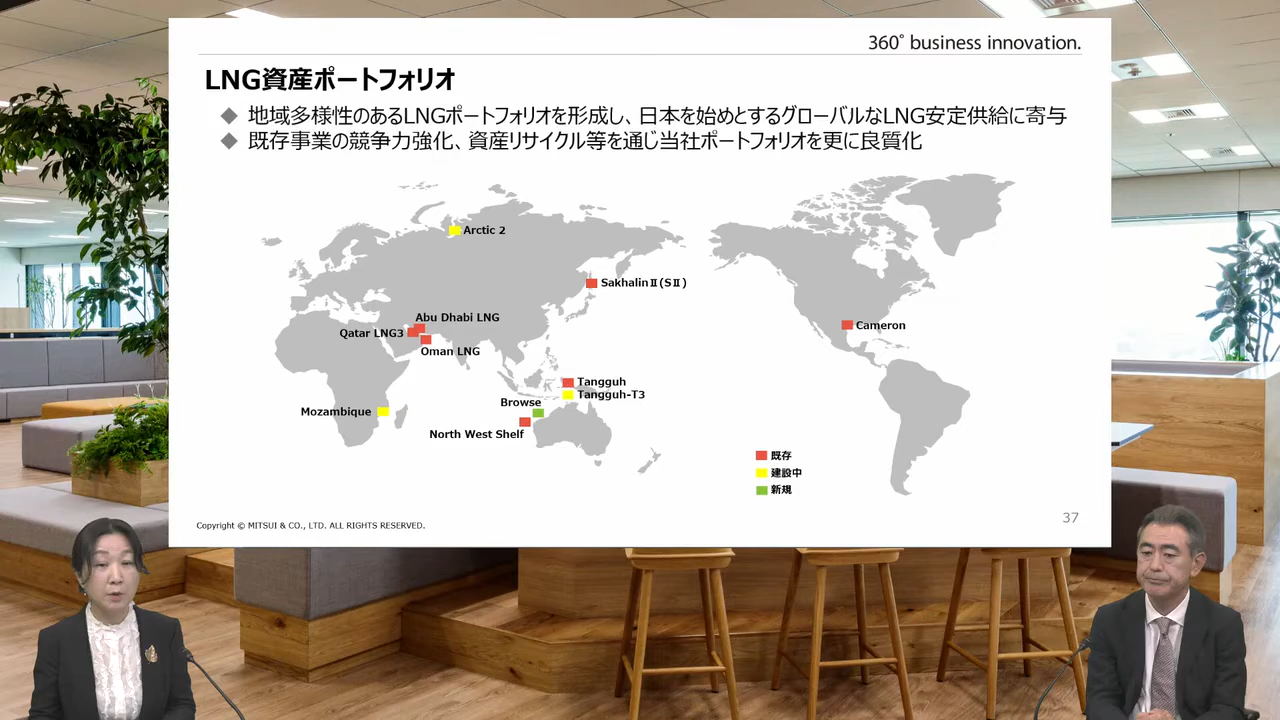 360° business innovation.
LNG資産ポートフォリオ
◆ 地域多様性のあるLNGポートフォリオを形成し、日本を始めとするグローバルなLNG安定供給に寄与
◆ 既存事業の競争力強化、資産リサイクル等を通じ当社ポートフォリオを更に良質化
Arctic 2
SakhalinⅡ(SⅡ)
Abu Dhabi LNG
Qatar LNG3
Oman LNG
Cameron
Tangguh
Tangguh-T3
Browse
Mozambique
North West Shelf
既存
建設中
新規
Copyright © MITSUI & CO., LTD. ALL RIGHTS RESERVED.
37